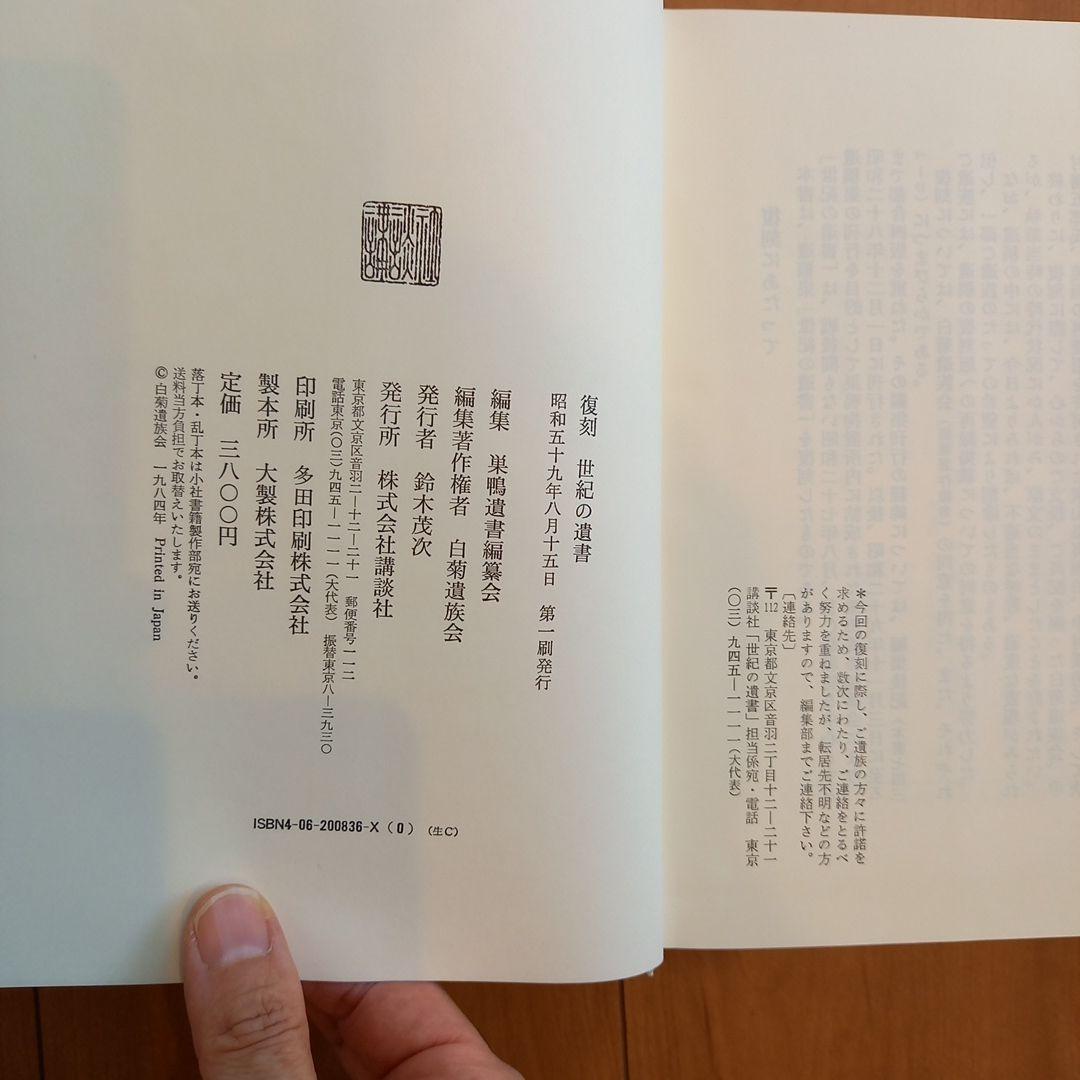 ＊今回の復刻に際し、ご遺族の方々に許諾を
求めるため、数次にわたり、ご連絡をとるべ
く努力を重ねましたが、転居先不明などの方
がありますので、編集部までご連絡下さい。
〔連絡先〕
〒112　東京都文京区音羽二丁目十二—二十一
講談社「世紀の遺書」担当係宛・電話　東京
（〇三）九四五—一一一一（大代表）
復刻　世紀の遺書
昭和五十九年八月十五日　第一刷発行
編集　巣鴨遺書編纂会
編集著作権者　白菊遺族会
発行者　鈴木茂次
発行所　株式会社講談社
東京都文京区音羽二—十二—二十一　郵便番号一一二
電話東京（〇三）九四五—一一一一（大代表）　振替東京八—三九三〇
印刷所　多田印刷株式会社
製本所　大製株式会社
定価　三八〇〇円
落丁本・乱丁本は小社書籍製作部宛にお送りください。
送料当方負担でお取替えいたします。
©白菊遺族会　一九八四年　Printed in Japan
講談社
ISBN4-06-200836-X（0）（生C）